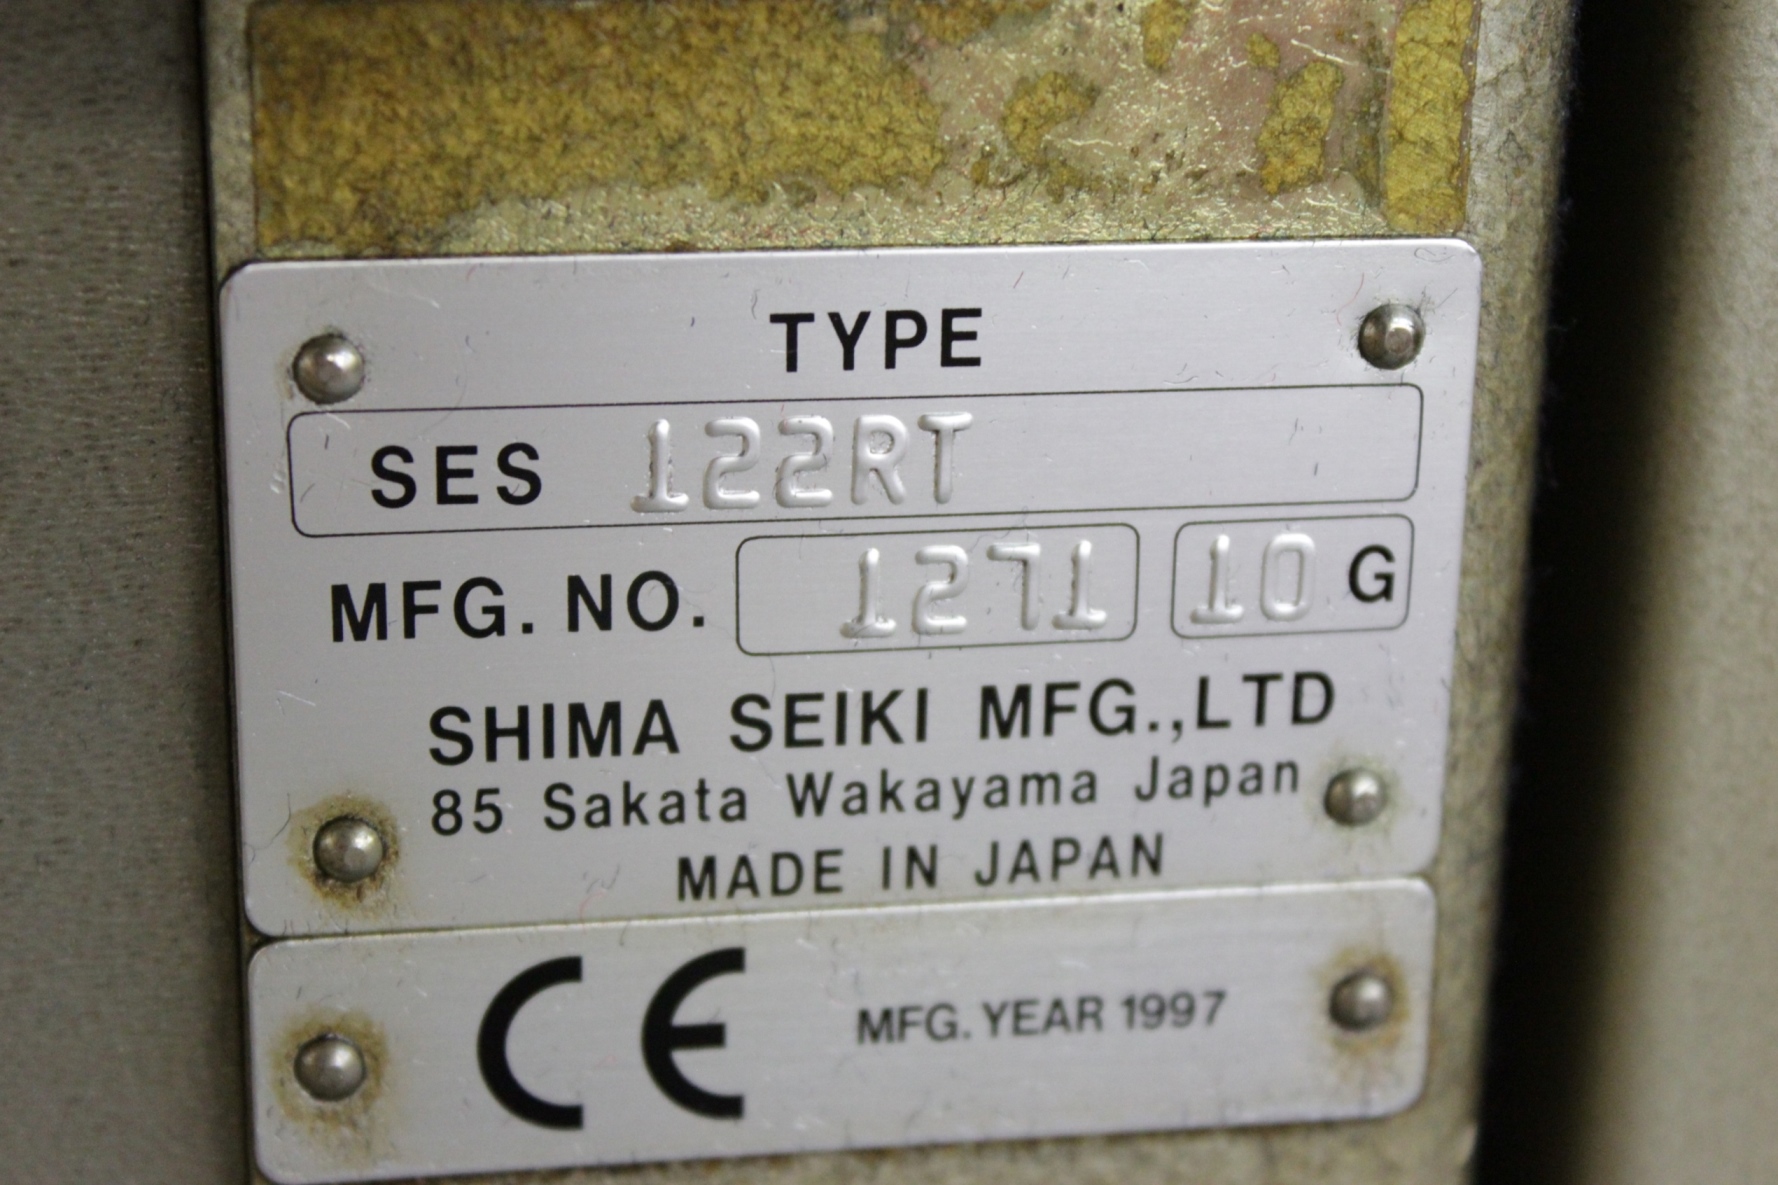 TYPE
SES 122RT
MFG. NO. 1271 10 G
SHIMA SEIKI MFG.,LTD
85 Sakata Wakayama Japan
MADE IN JAPAN
CE MFG. YEAR 1997